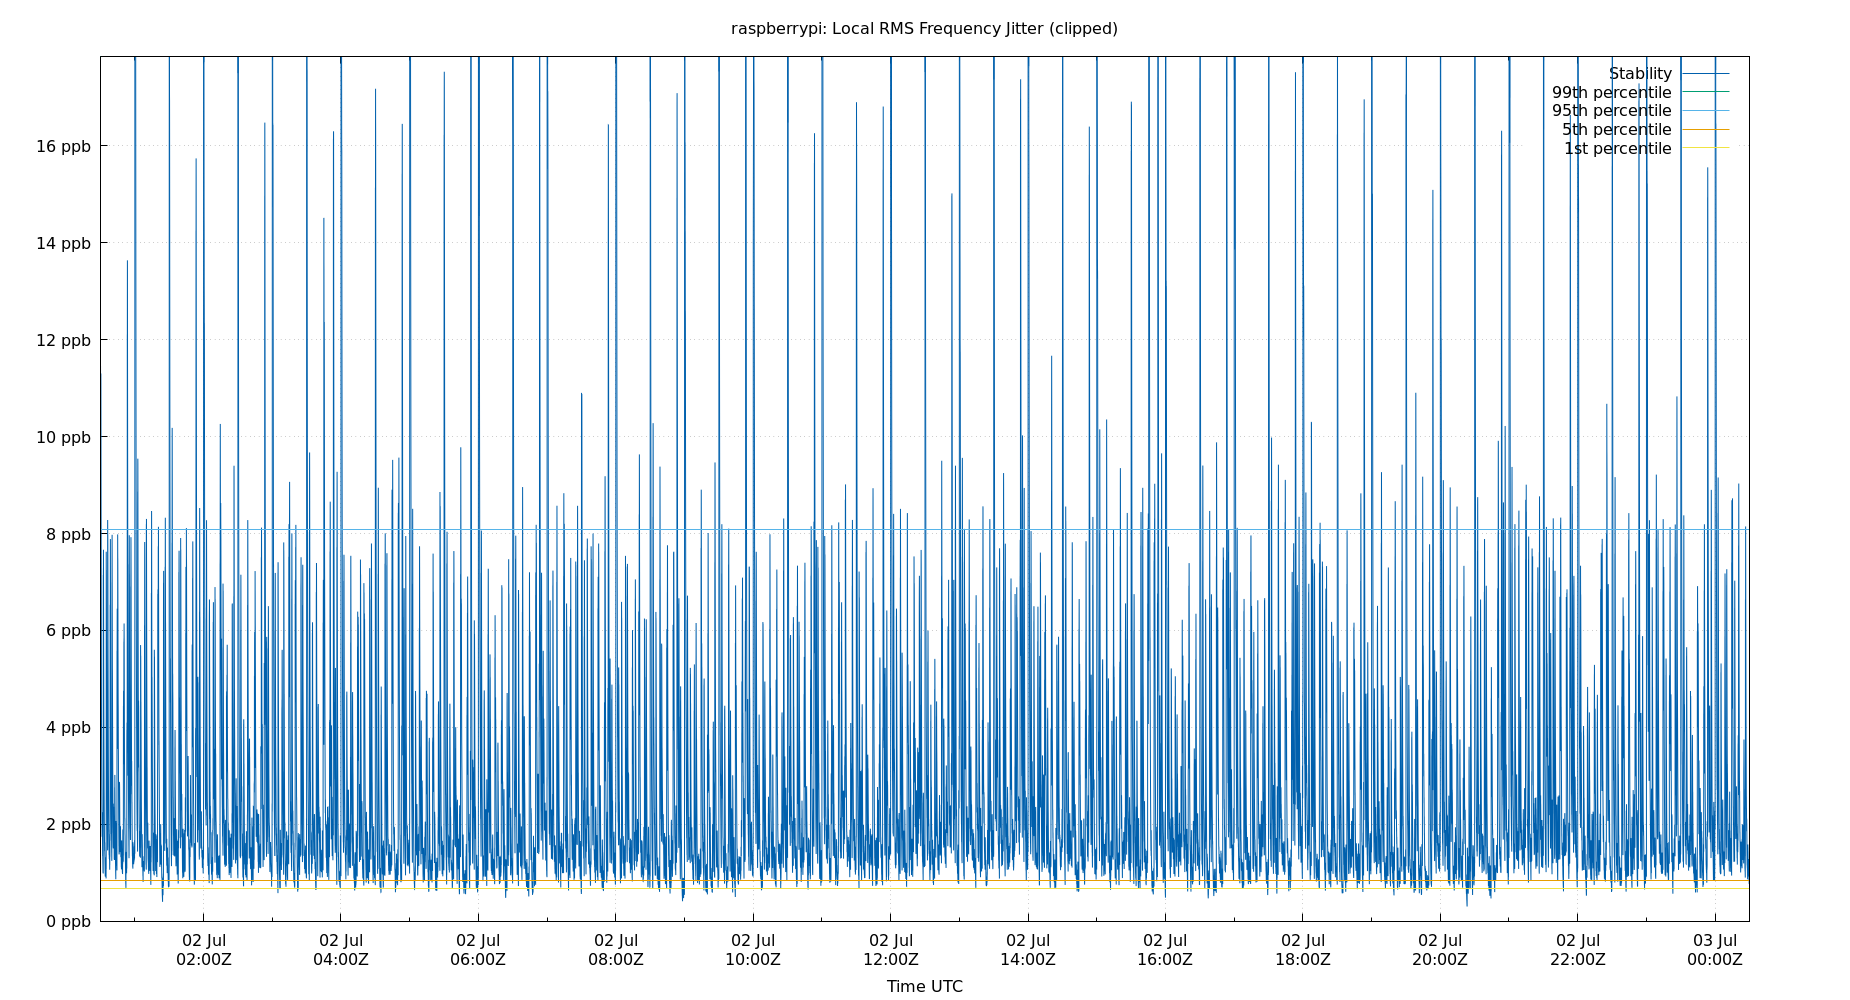 raspberrypi: Local RMS Frequency Jitter (clipped)
Stability
99th percentile
95th percentile
5th percentile
1st percentile
16 ppb
14 ppb
12 ppb
10 ppb
8 ppb
6 ppb
4 ppb
2 ppb
0 ppb
02 Jul 02 Jul 02 Jul 02 Jul 02 Jul 02 Jul 02 Jul 02 Jul 02 Jul 02 Jul 02 Jul 03 Jul
02:00Z 04:00Z 06:00Z 08:00Z 10:00Z 12:00Z 14:00Z 16:00Z 18:00Z 20:00Z 22:00Z 00:00Z
Time UTC